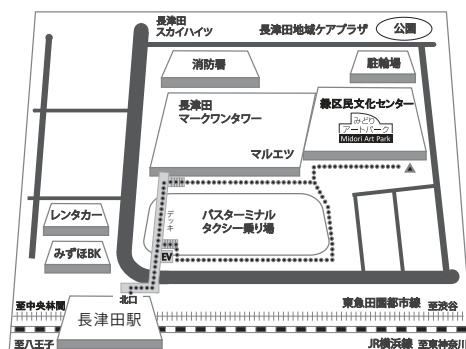 長津田
スカイハイツ
長津田地域ケアプラザ
公園
消防署
駐輪場
長津田
マークワンタワー
緑区民文化センター
みどり
アートパーク
Midori Art Park
マルエツ
レンタカー
デッキ
バスターミナル
タクシー乗り場
みずほBK
EV
北口
至中央林間
東急田園都市線
至渋谷
長津田駅
至八王子
JR横浜線
至東神奈川